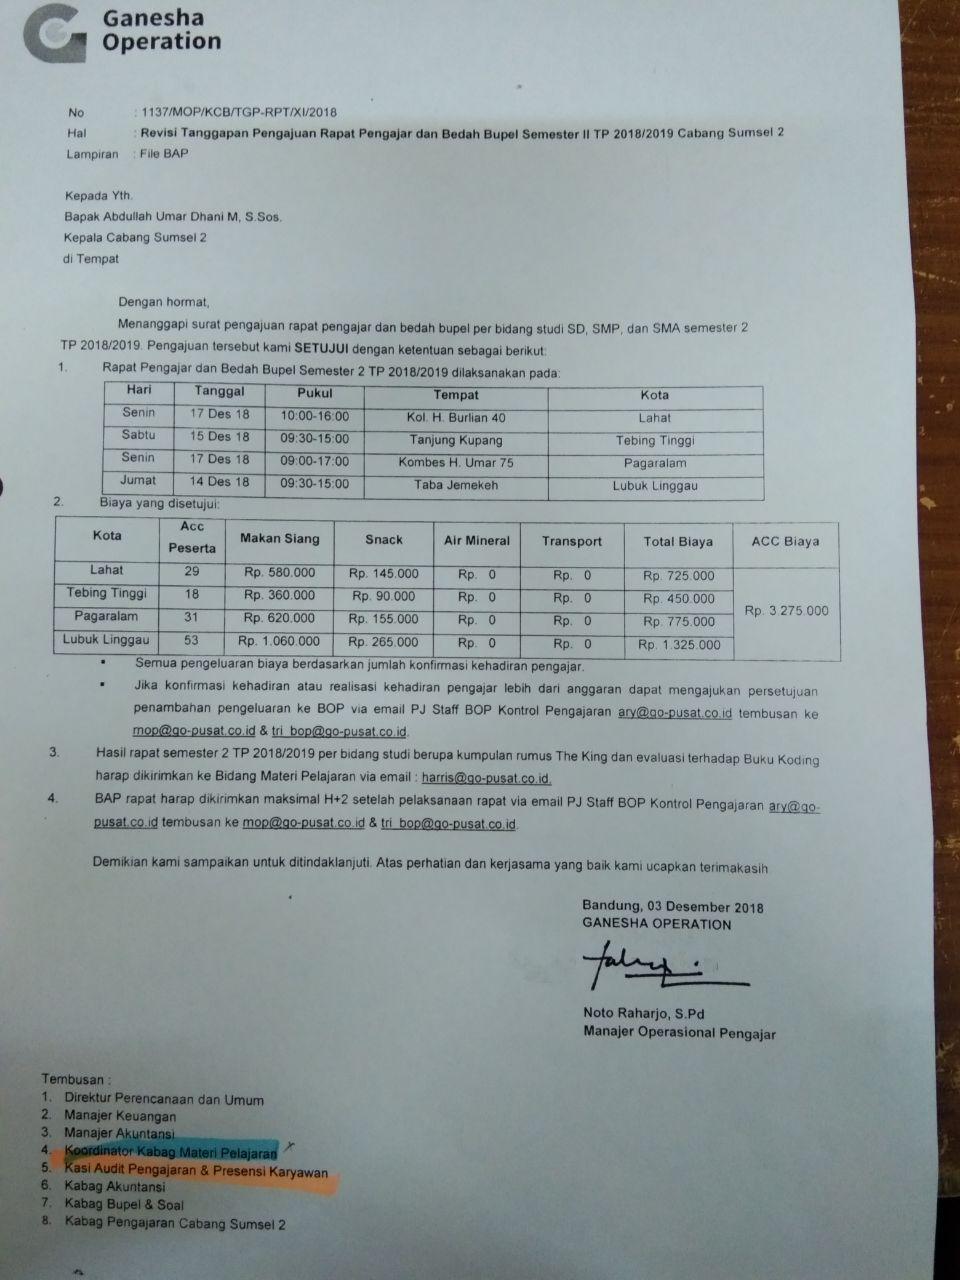 Ganesha
Operation
No : 1137/MOP/KCB/TGP-RPT/XI/2018
Hal : Revisi Tanggapan Pengajuan Rapat Pengajar dan Bedah Bupel Semester II TP 2018/2019 Cabang Sumsel 2
Lampiran : File BAP
Kepada Yth.
Bapak Abdullah Umar Dhani M, S.Sos.
Kepala Cabang Sumsel 2
di Tempat
Dengan hormat,
Menanggapi surat pengajuan rapat pengajar dan bedah bupel per bidang studi SD, SMP, dan SMA semester 2
TP 2018/2019. Pengajuan tersebut kami SETUJUI dengan ketentuan sebagai berikut:
1. Rapat Pengajar dan Bedah Bupel Semester 2 TP 2018/2019 dilaksanakan pada:
Hari Tanggal Pukul Tempat Kota
Senin 17 Des 18 10:00-16:00 Kol. H. Burlian 40 Lahat
Sabtu 15 Des 18 09:30-15:00 Tanjung Kupang Tebing Tinggi
Senin 17 Des 18 09:00-17:00 Kombes H. Umar 75 Pagaralam
Jumat 14 Des 18 09:30-15:00 Taba Jemekeh Lubuk Linggau
2. Biaya yang disetujui:
Kota Acc Peserta Makan Siang Snack Air Mineral Transport Total Biaya ACC Biaya
Lahat 29 Rp. 580.000 Rp. 145.000 Rp. 0 Rp. 0 Rp. 725.000
Tebing Tinggi 18 Rp. 360.000 Rp. 90.000 Rp. 0 Rp. 0 Rp. 450.000
Rp. 3.275.000
Pagaralam 31 Rp. 620.000 Rp. 155.000 Rp. 0 Rp. 0 Rp. 775.000
Lubuk Linggau 53 Rp. 1.060.000 Rp. 265.000 Rp. 0 Rp. 0 Rp. 1.325.000
▪ Semua pengeluaran biaya berdasarkan jumlah konfirmasi kehadiran pengajar.
▪ Jika konfirmasi kehadiran atau realisasi kehadiran pengajar lebih dari anggaran dapat mengajukan persetujuan
penambahan pengeluaran ke BOP via email PJ Staff BOP Kontrol Pengajaran ary@go-pusat.co.id tembusan ke
mop@go-pusat.co.id & tri_bop@go-pusat.co.id.
3. Hasil rapat semester 2 TP 2018/2019 per bidang studi berupa kumpulan rumus The King dan evaluasi terhadap Buku Koding
harap dikirimkan ke Bidang Materi Pelajaran via email : harris@go-pusat.co.id.
4. BAP rapat harap dikirimkan maksimal H+2 setelah pelaksanaan rapat via email PJ Staff BOP Kontrol Pengajaran ary@go-
pusat.co.id tembusan ke mop@go-pusat.co.id & tri_bop@go-pusat.co.id.
Demikian kami sampaikan untuk ditindaklanjuti. Atas perhatian dan kerjasama yang baik kami ucapkan terimakasih
Bandung, 03 Desember 2018
GANESHA OPERATION
Noto Raharjo, S.Pd
Manajer Operasional Pengajar
Tembusan :
1. Direktur Perencanaan dan Umum
2. Manajer Keuangan
3. Manajer Akuntansi
4. Koordinator Kabag Materi Pelajaran
5. Kasi Audit Pengajaran & Presensi Karyawan
6. Kabag Akuntansi
7. Kabag Bupel & Soal
8. Kabag Pengajaran Cabang Sumsel 2